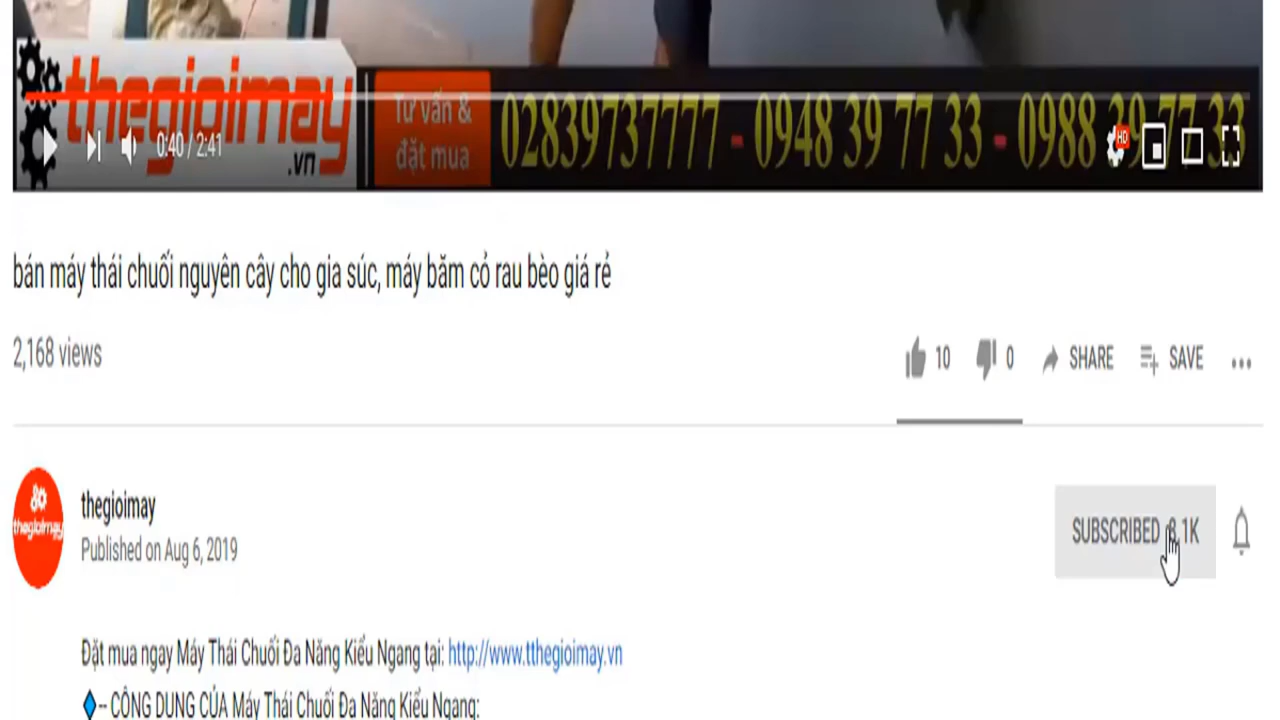 thegioimay
.vn
Tư vấn &
đặt mua
02839737777 - 0948 39 77 33 - 0988 39 77 33
0:40 / 2:41
HD
bán máy thái chuối nguyên cây cho gia súc, máy băm cỏ rau bèo giá rẻ
2,168 views
10 0 SHARE SAVE
thegioimay
thegioimay
Published on Aug 6, 2019
SUBSCRIBED
Đặt mua ngay Máy Thái Chuối Đa Năng Kiểu Ngang tại: http://www.tthegioimay.vn
-- CÔNG DỤNG CỦA Máy Thái Chuối Đa Năng Kiểu Ngang: